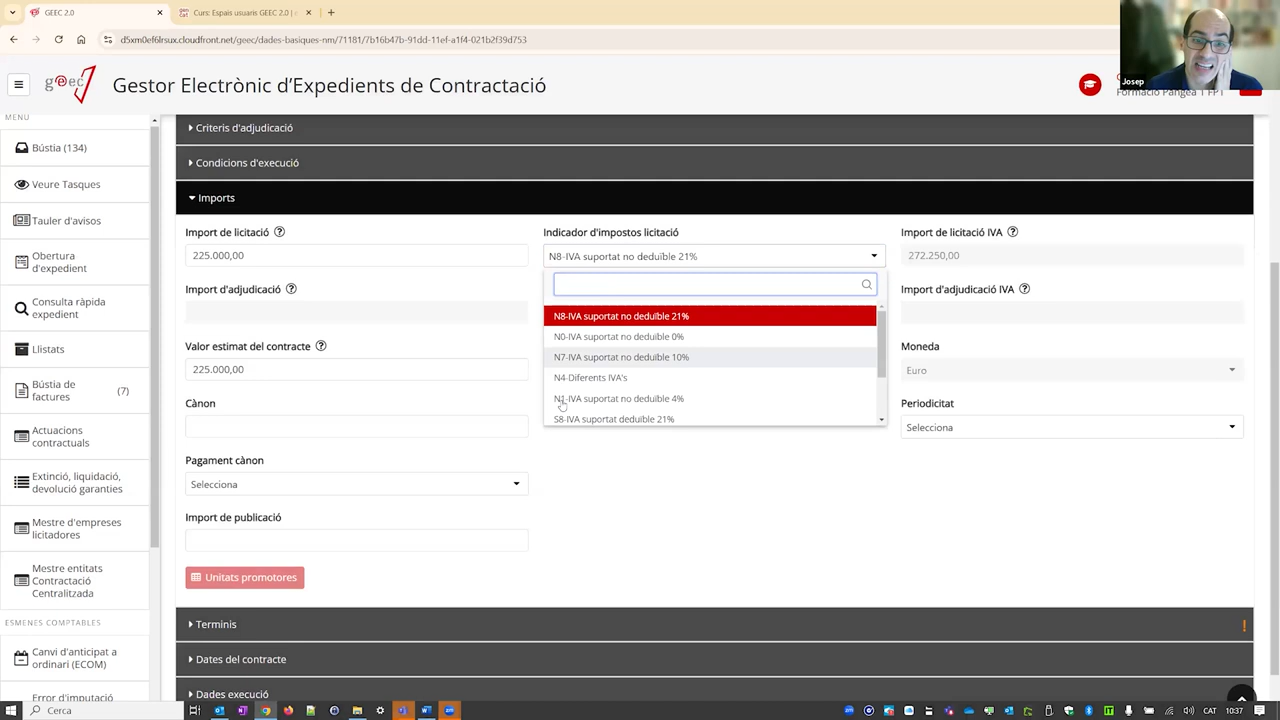 GEEC 2.0
Curs: Espais usuaris GEEC 2.0 | e
d5xm0ef6lrsux.cloudfront.net/geec/dades-basiques-nm/71181/7b16b47b-91dd-11ef-a1f4-021b2f39d753
Josep
geec
Gestor Electrònic d'Expedients de Contractació
Formació Pangea 1 FPT
MENÚ
Bústia (134)
Veure Tasques
Tauler d'avisos
Obertura
d'expedient
Consulta ràpida
expedient
Llistats
Bústia de
factures
(7)
Actuacions
contractuals
Extinció, liquidació,
devolució garanties
Mestre d'empreses
licitadores
Mestre entitats
Contractació
Centralitzada
ESMENES COMPTABLES
Canvi d'anticipat a
ordinari (ECOM)
Error d'imputació
Criteris d'adjudicació
Condicions d'execució
Imports
Import de licitació
225.000,00
Indicador d'impostos licitació
N8-IVA suportat no deduïble 21%
Import de licitació IVA
272.250,00
N8-IVA suportat no deduïble 21%
N0-IVA suportat no deduïble 0%
N7-IVA suportat no deduïble 10%
N4-Diferents IVA's
N1-IVA suportat no deduïble 4%
S8-IVA suportat deduïble 21%
Import d'adjudicació
Import d'adjudicació IVA
Valor estimat del contracte
225.000,00
Moneda
Euro
Cànon
Periodicitat
Selecciona
Pagament cànon
Selecciona
Import de publicació
Unitats promotores
Terminis
!
Dates del contracte
Dades execució
Cerca
CAT
10:37